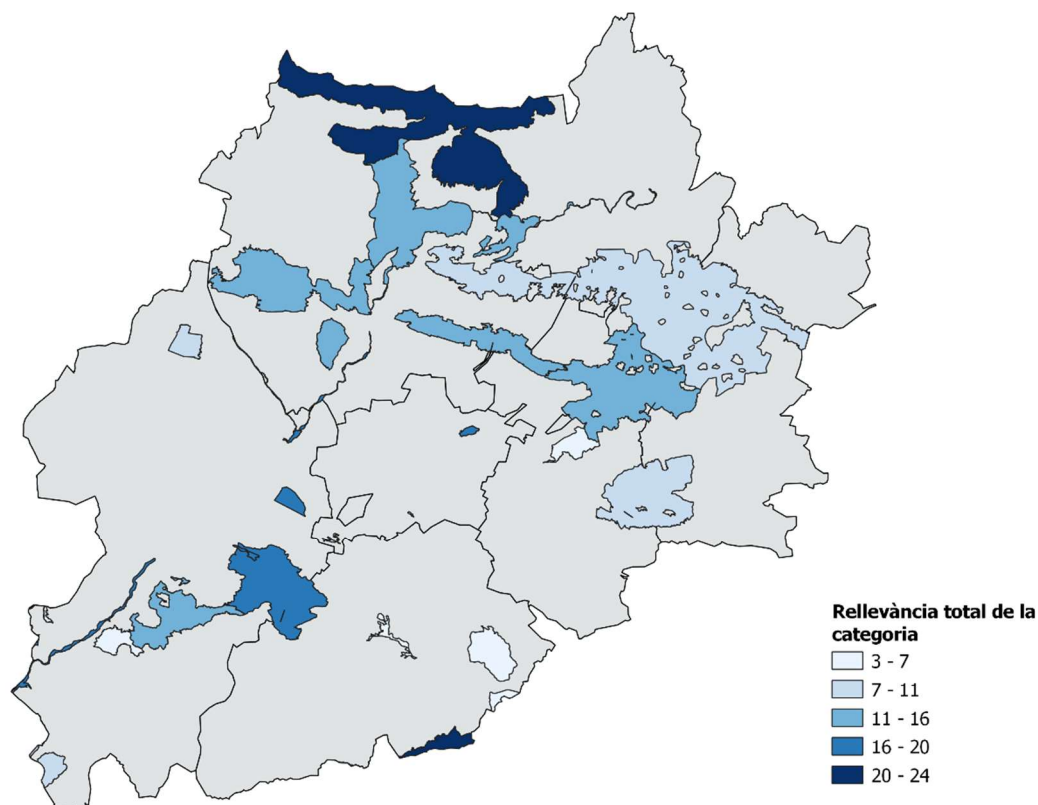 Rellevància total de la
categoria
3 - 7
7 - 11
11 - 16
16 - 20
20 - 24